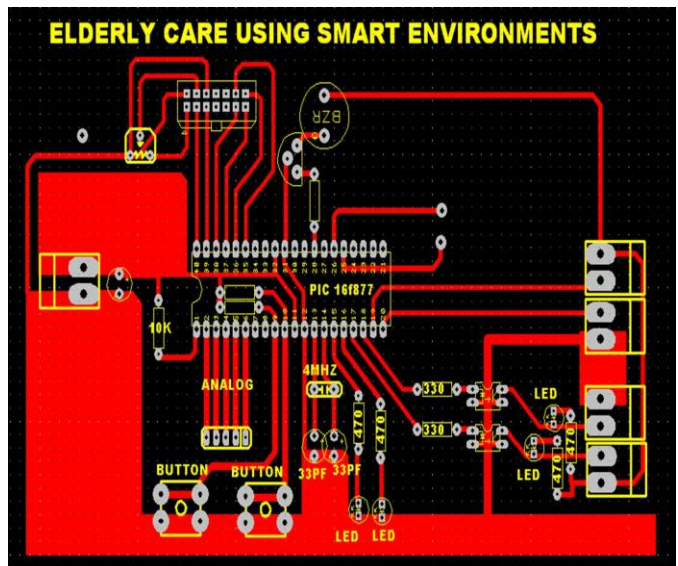 ELDERLY CARE USING SMART ENVIRONMENTS
BZR
PIC 16f877
10K
ANALOG
4MHZ
330
LED
470
470
330
470
470
33PF
33PF
LED
BUTTON
BUTTON
LED
LED